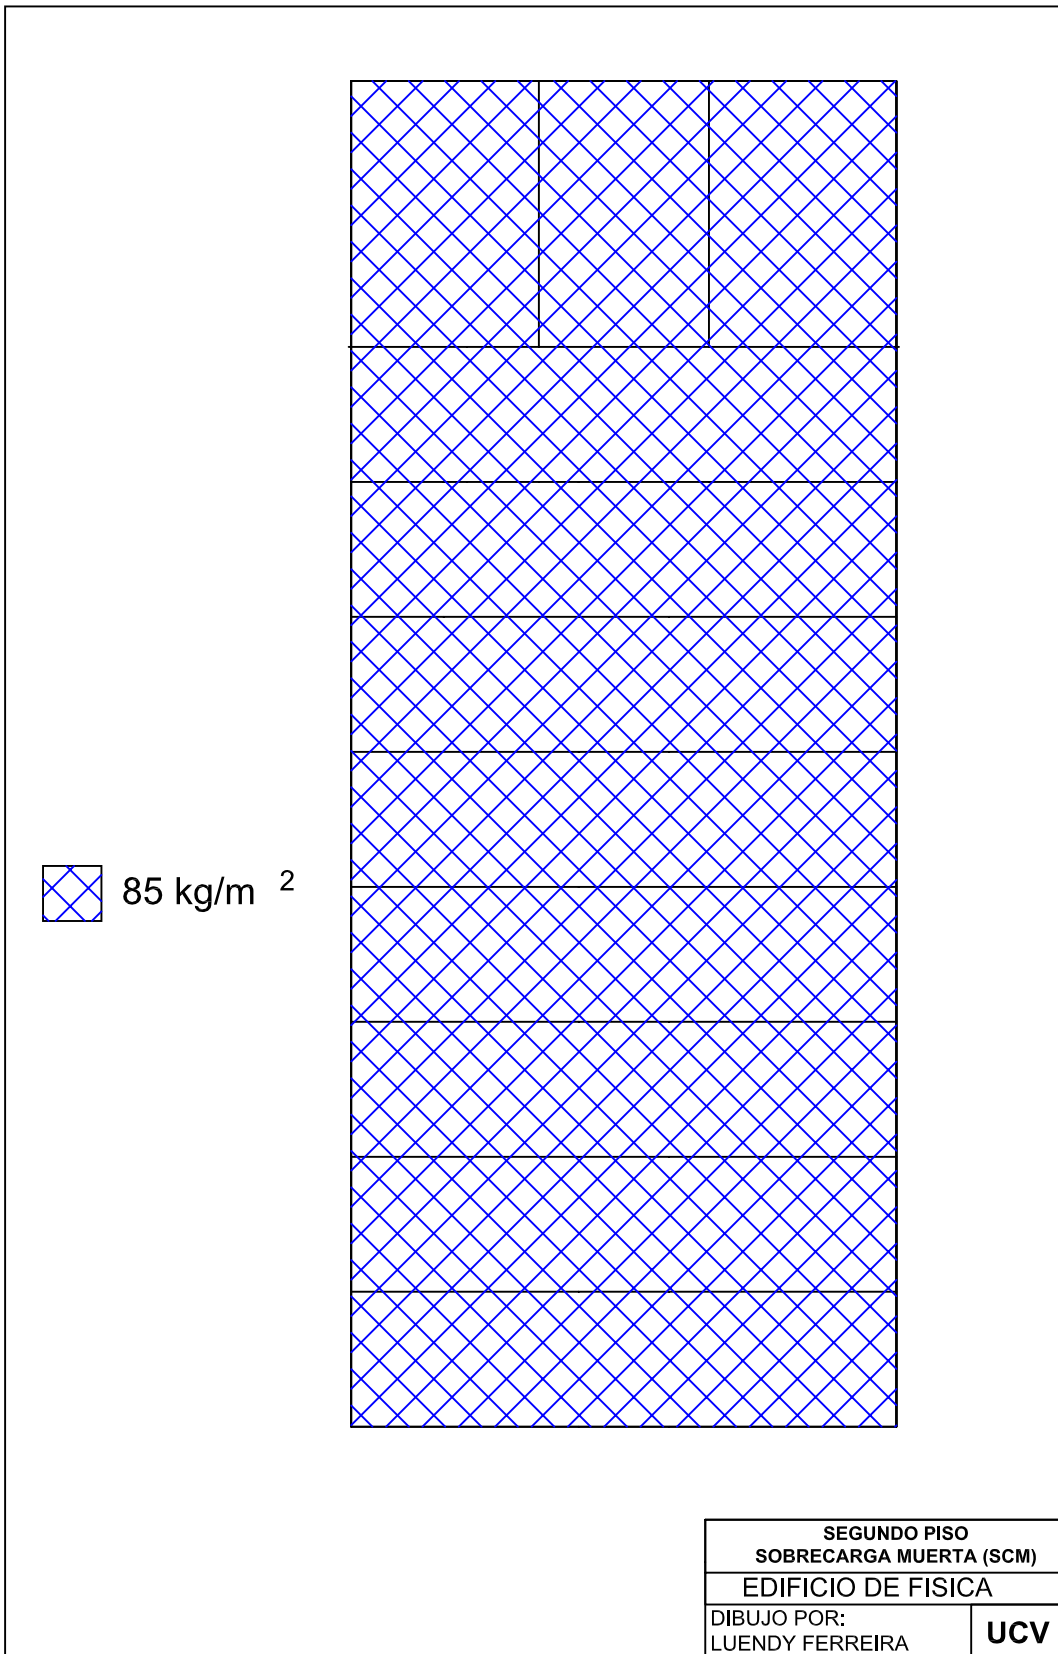 85 kg/m 2
SEGUNDO PISO
SOBRECARGA MUERTA (SCM)
EDIFICIO DE FISICA
DIBUJO POR:
LUENDY FERREIRA
UCV